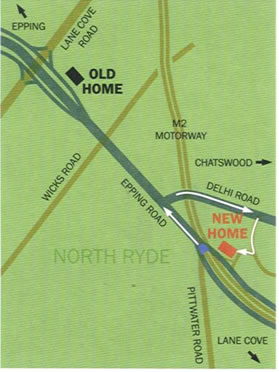 EPPING
LANE COVE
ROAD
OLD
HOME
M2
MOTORWAY
CHATSWOOD
WICKS ROAD
DELHI ROAD
EPPING ROAD
NEW
HOME
NORTH RYDE
PITTWATER ROAD
LANE COVE